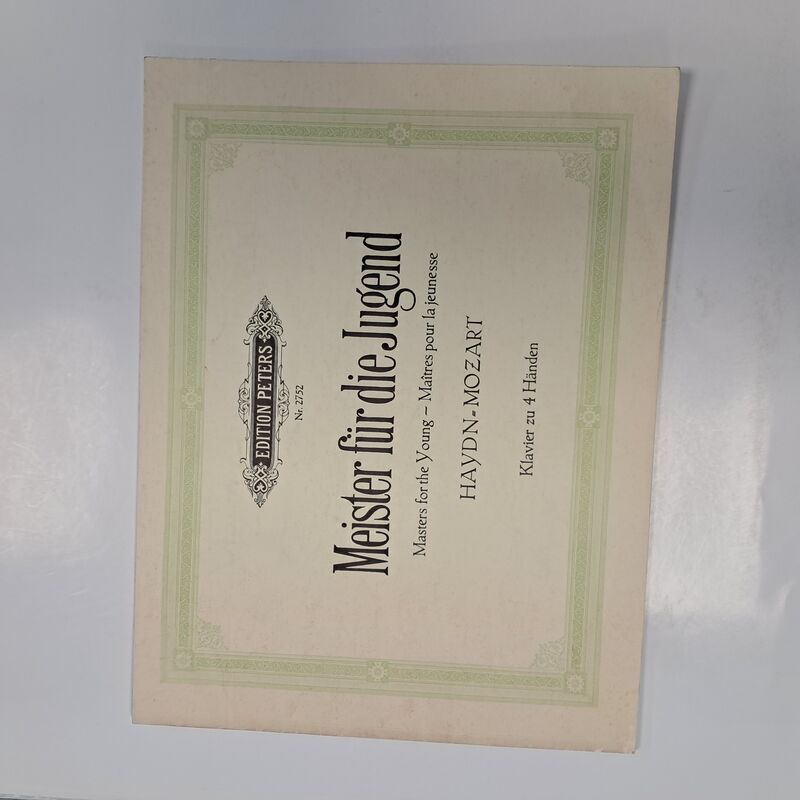 EDITION PETERS
Nr. 2752
Meister für die Jugend
Masters for the Young – Maîtres pour la jeunesse
HAYDN-MOZART
Klavier zu 4 Händen